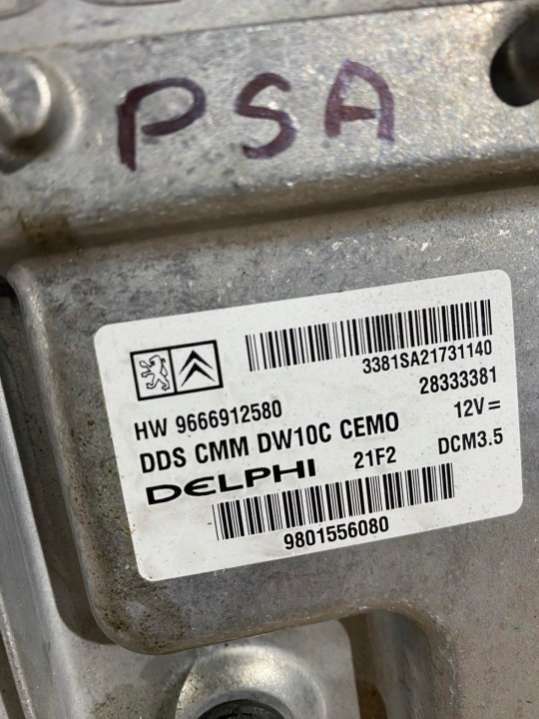 PSA
3381SA21731140
HW 9666912580 28333381
DDS CMM DW10C CEMO 12V=
DELPHI 21F2 DCM3.5
9801556080